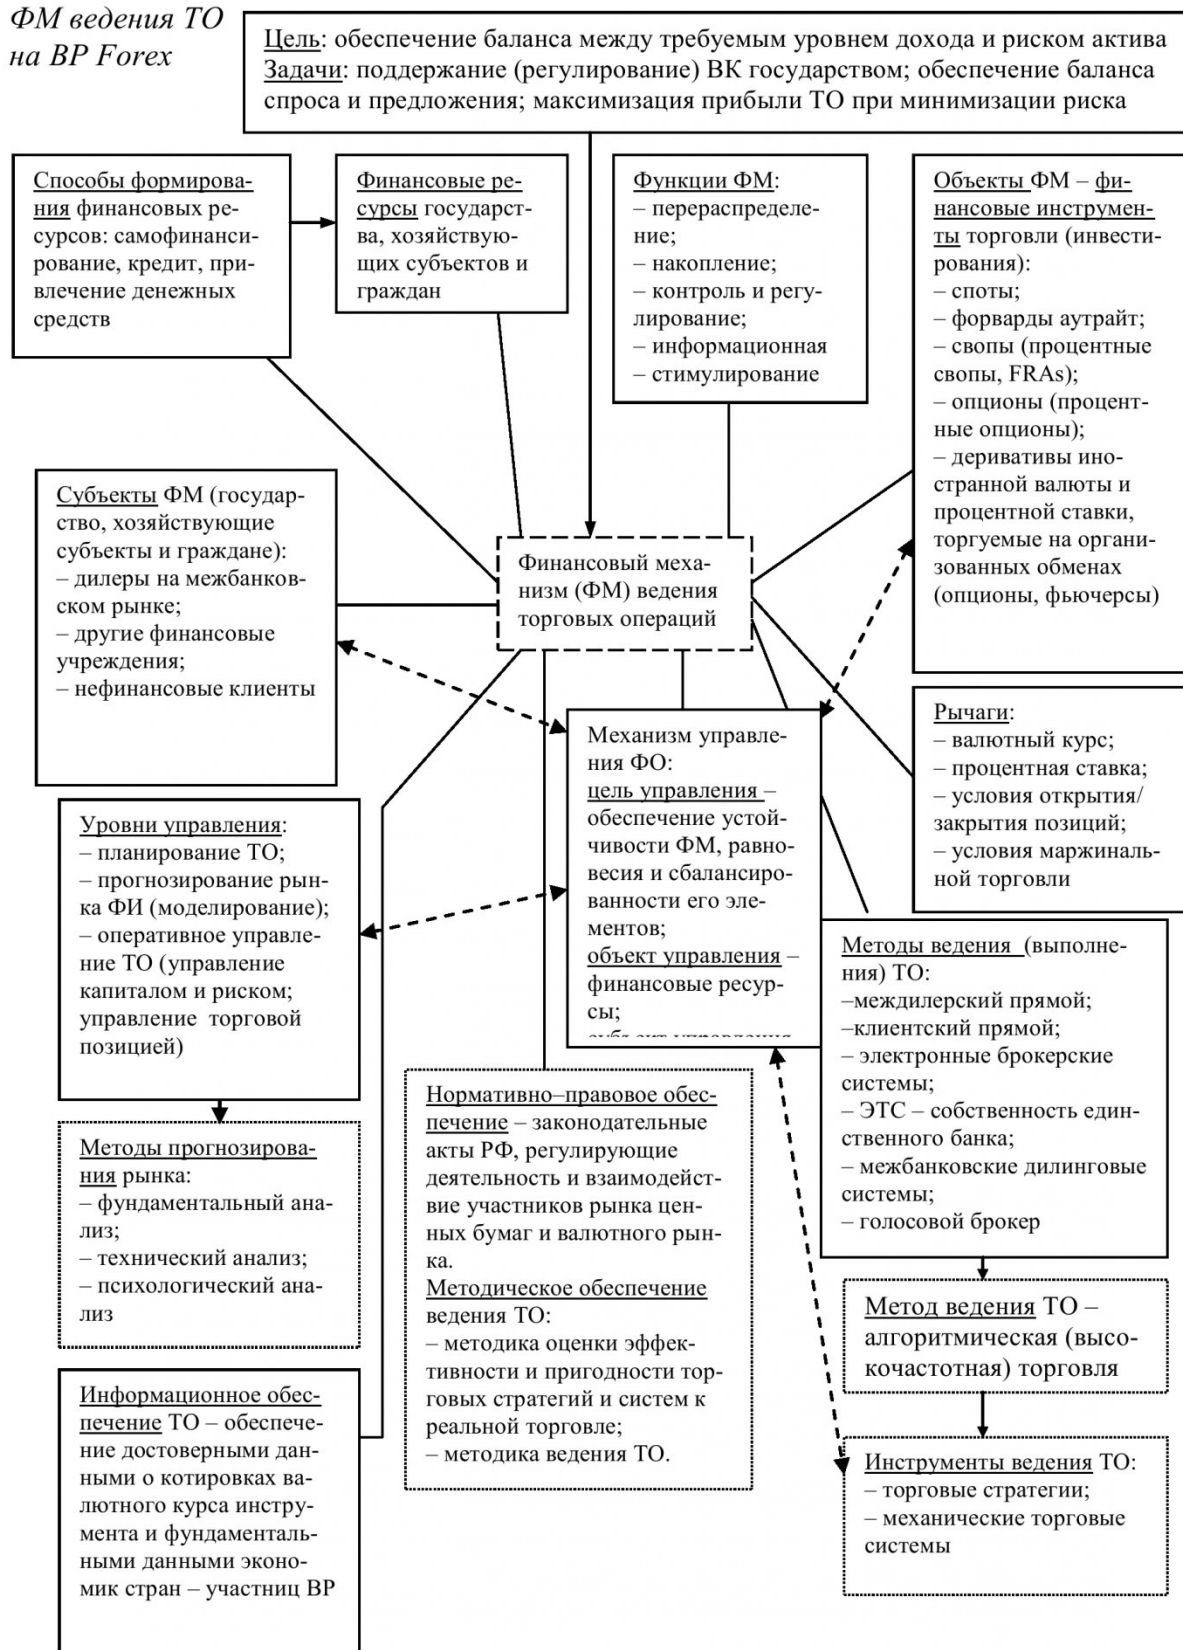 ФМ ведения ТО
на ВР Forex
Цель: обеспечение баланса между требуемым уровнем дохода и риском актива
Задачи: поддержание (регулирование) ВК государством; обеспечение баланса
спроса и предложения; максимизация прибыли ТО при минимизации риска
Способы формирова-
ния финансовых ре-
сурсов: самофинанси-
рование, кредит, при-
влечение денежных
средств
Финансовые ре-
сурсы государст-
ва, хозяйствую-
щих субъектов и
граждан
Функции ФМ:
– перераспределе-
ние;
– накопление;
– контроль и регу-
лирование;
– информационная
– стимулирование
Объекты ФМ – фи-
нансовые инструмен-
ты торговли (инвести-
рования):
– споты;
– форварды аутрайт;
– свопы (процентные
свопы, FRAs);
– опционы (процент-
ные опционы);
– деривативы ино-
странной валюты и
процентной ставки,
торгуемые на органи-
зованных обменах
(опционы, фьючерсы)
Субъекты ФМ (государ-
ство, хозяйствующие
субъекты и граждане):
– дилеры на межбанков-
ском рынке;
– другие финансовые
учреждения;
– нефинансовые клиенты
Финансовый меха-
низм (ФМ) ведения
торговых операций
Рычаги:
– валютный курс;
– процентная ставка;
– условия открытия/
закрытия позиций;
– условия маржиналь-
ной торговли
Механизм управле-
ния ФО:
цель управления –
обеспечение устой-
чивости ФМ, равно-
весия и сбалансиро-
ванности его эле-
ментов;
объект управления –
финансовые ресур-
сы;
субъект управления
Уровни управления:
– планирование ТО;
– прогнозирование рын-
ка ФИ (моделирование);
– оперативное управле-
ние ТО (управление
капиталом и риском;
управление торговой
позицией)
Методы ведения (выполне-
ния) ТО:
–междилерский прямой;
–клиентский прямой;
– электронные брокерские
системы;
– ЭТС – собственность един-
ственного банка;
– межбанковские дилинговые
системы;
– голосовой брокер
Методы прогнозирова-
ния рынка:
– фундаментальный ана-
лиз;
– технический анализ;
– психологический ана-
лиз
Нормативно–правовое обес-
печение – законодательные
акты РФ, регулирующие
деятельность и взаимодейст-
вие участников рынка цен-
ных бумаг и валютного рын-
ка.
Методическое обеспечение
ведения ТО:
– методика оценки эффек-
тивности и пригодности тор-
говых стратегий и систем к
реальной торговле;
– методика ведения ТО.
Метод ведения ТО –
алгоритмическая (высо-
кочастотная) торговля
Информационное обес-
печение ТО – обеспече-
ние достоверными дан-
ными о котировках ва-
лютного курса инстру-
мента и фундаменталь-
ными данными эконо-
мик стран – участниц ВР
Инструменты ведения ТО:
– торговые стратегии;
– механические торговые
системы